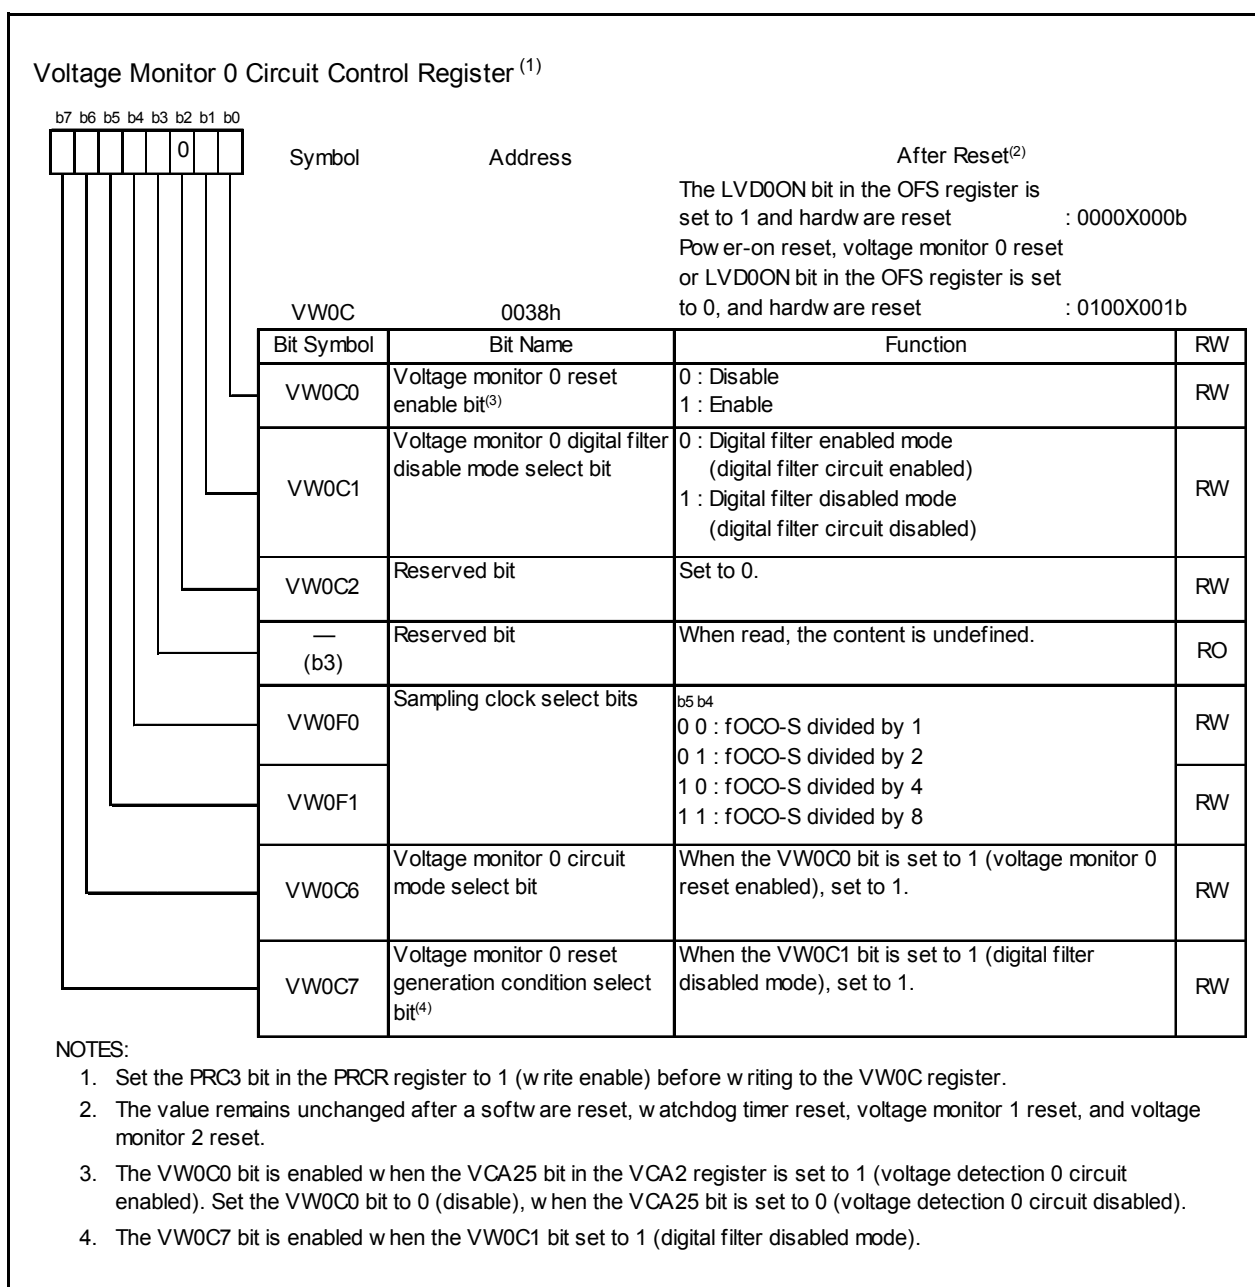 Voltage Monitor 0 Circuit Control Register (1)
b7 b6 b5 b4 b3 b2 b1 b0
0
Symbol Address After Reset(2)
The LVD0ON bit in the OFS register is
set to 1 and hardware reset : 0000X000b
Power-on reset, voltage monitor 0 reset
or LVD0ON bit in the OFS register is set
VW0C 0038h to 0, and hardware reset : 0100X001b
Bit Symbol Bit Name Function RW
VW0C0 Voltage monitor 0 reset
enable bit(3)
0 : Disable
1 : Enable
RW
VW0C1 Voltage monitor 0 digital filter
disable mode select bit
0 : Digital filter enabled mode
(digital filter circuit enabled)
1 : Digital filter disabled mode
(digital filter circuit disabled)
RW
VW0C2 Reserved bit Set to 0. RW
—
(b3)
Reserved bit When read, the content is undefined. RO
VW0F0 Sampling clock select bits
b5 b4
0 0 : fOCO-S divided by 1
0 1 : fOCO-S divided by 2
RW
VW0F1
1 0 : fOCO-S divided by 4
1 1 : fOCO-S divided by 8
RW
VW0C6 Voltage monitor 0 circuit
mode select bit
When the VW0C0 bit is set to 1 (voltage monitor 0
reset enabled), set to 1.
RW
VW0C7 Voltage monitor 0 reset
generation condition select
bit(4)
When the VW0C1 bit is set to 1 (digital filter
disabled mode), set to 1.
RW
NOTES:
1. Set the PRC3 bit in the PRCR register to 1 (write enable) before writing to the VW0C register.
2. The value remains unchanged after a software reset, watchdog timer reset, voltage monitor 1 reset, and voltage
monitor 2 reset.
3. The VW0C0 bit is enabled when the VCA25 bit in the VCA2 register is set to 1 (voltage detection 0 circuit
enabled). Set the VW0C0 bit to 0 (disable), when the VCA25 bit is set to 0 (voltage detection 0 circuit disabled).
4. The VW0C7 bit is enabled when the VW0C1 bit set to 1 (digital filter disabled mode).